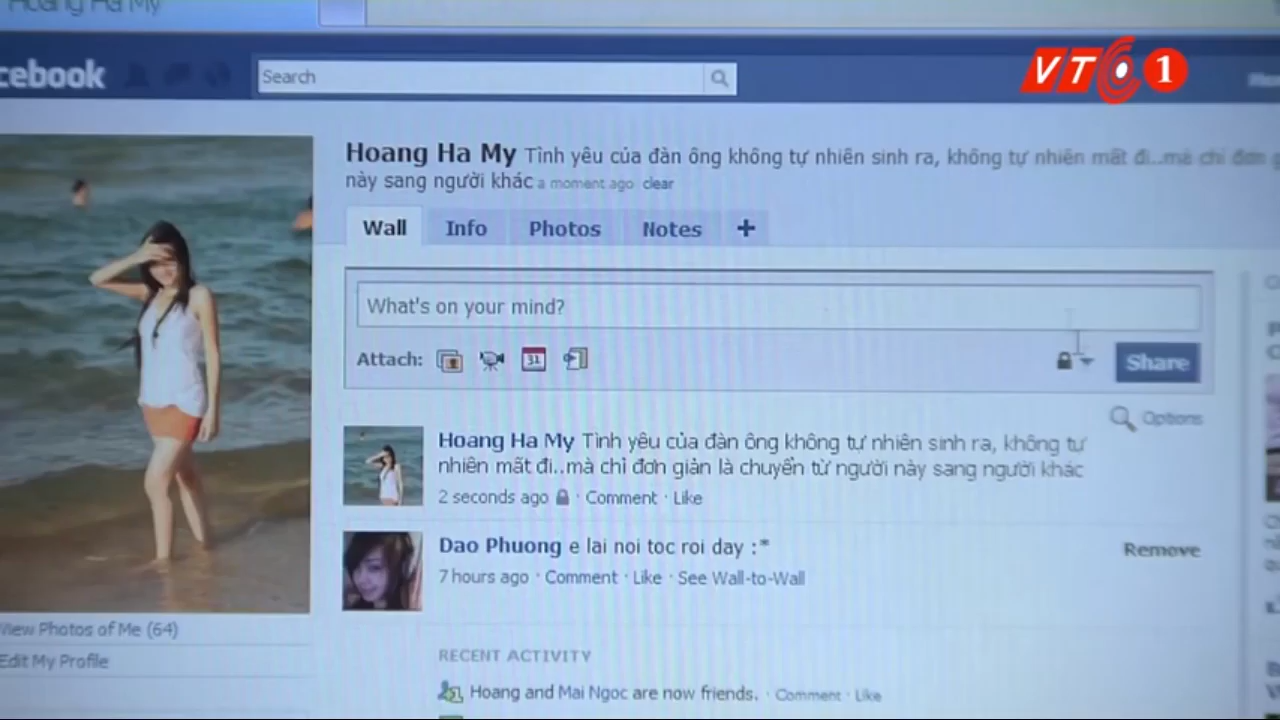 Hoang Ha My
cebook
Search
VTC 1
Hoang Ha My Tình yêu của đàn ông không tự nhiên sinh ra, không tự nhiên mất đi..mà chỉ đơn
này sang người khác a moment ago clear
Wall Info Photos Notes +
What's on your mind?
Attach: 31 Share
Options
Hoang Ha My Tình yêu của đàn ông không tự nhiên sinh ra, không tự
nhiên mất đi..mà chỉ đơn giản là chuyển từ người này sang người khác
2 seconds ago · Comment · Like
Dao Phuong e lai noi toc roi day :* Remove
7 hours ago · Comment · Like · See Wall-to-Wall
View Photos of Me (64)
Edit My Profile
RECENT ACTIVITY
Hoang and Mai Ngoc are now friends. · Comment · Like